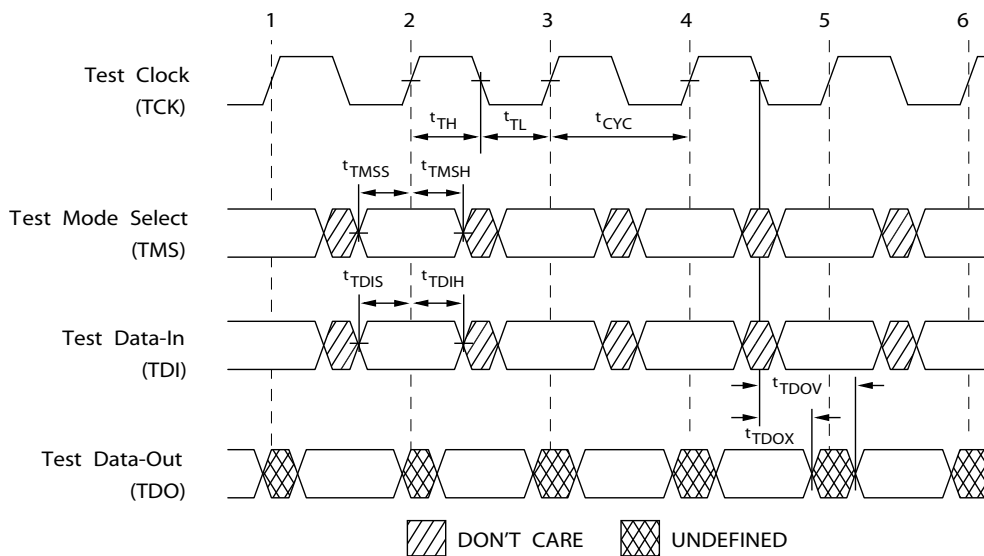 1 2 3 4 5 6
Test Clock
(TCK)
tTH tTL tCYC
tTMSS tTMSH
Test Mode Select
(TMS)
tTDIS tTDIH
Test Data-In
(TDI)
tTDOV
tTDOX
Test Data-Out
(TDO)
DON'T CARE UNDEFINED